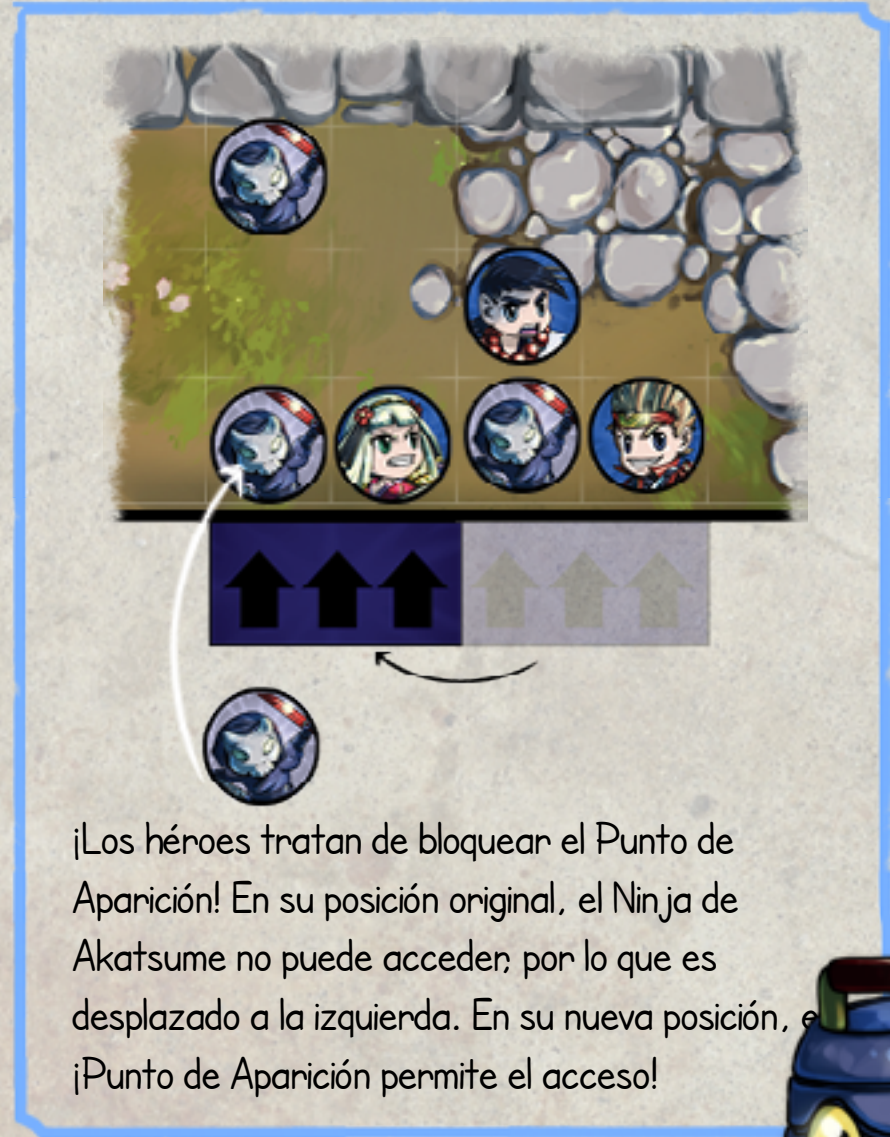 ¡Los héroes tratan de bloquear el Punto de
Aparición! En su posición original, el Ninja de
Akatsume no puede acceder, por lo que es
desplazado a la izquierda. En su nueva posición,
¡Punto de Aparición permite el acceso!